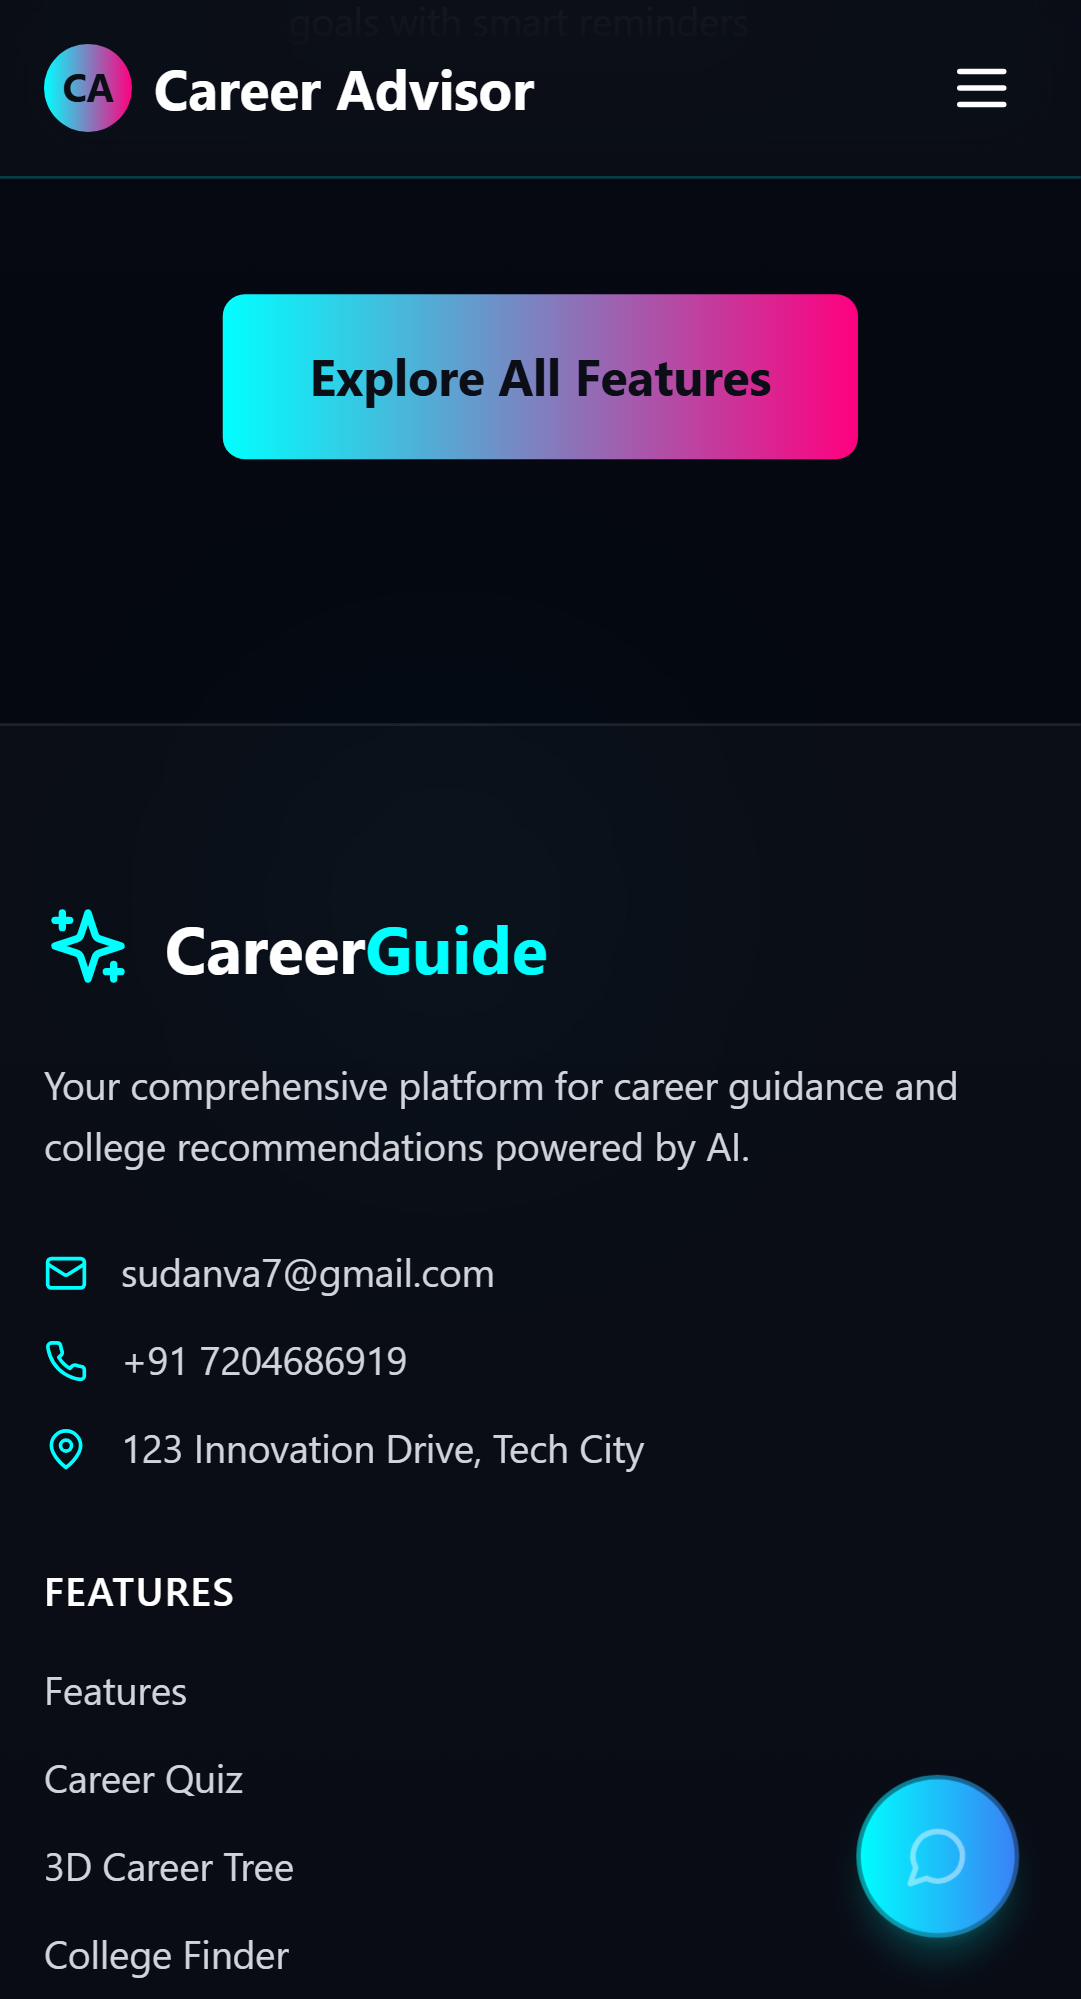 goals with smart reminders
CA Career Advisor
Explore All Features
CareerGuide
Your comprehensive platform for career guidance and
college recommendations powered by AI.
sudanva7@gmail.com
+91 7204686919
123 Innovation Drive, Tech City
FEATURES
Features
Career Quiz
3D Career Tree
College Finder